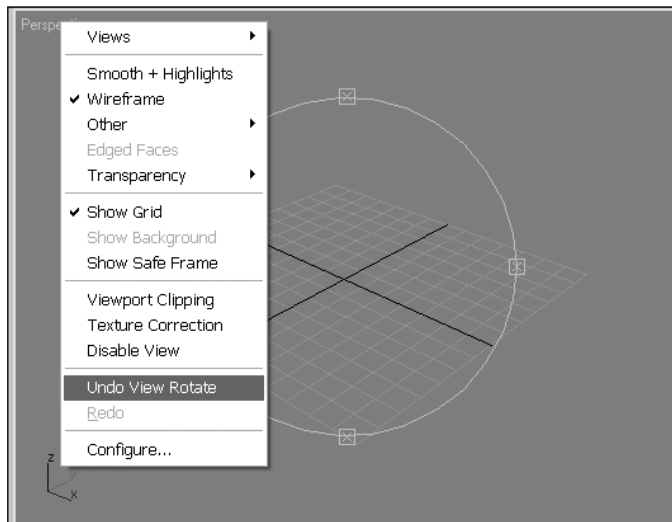 Views
Smooth + Highlights
Wireframe
Other
Edged Faces
Transparency
Show Grid
Show Background
Show Safe Frame
Viewport Clipping
Texture Correction
Disable View
Undo View Rotate
Redo
Configure...
z
x